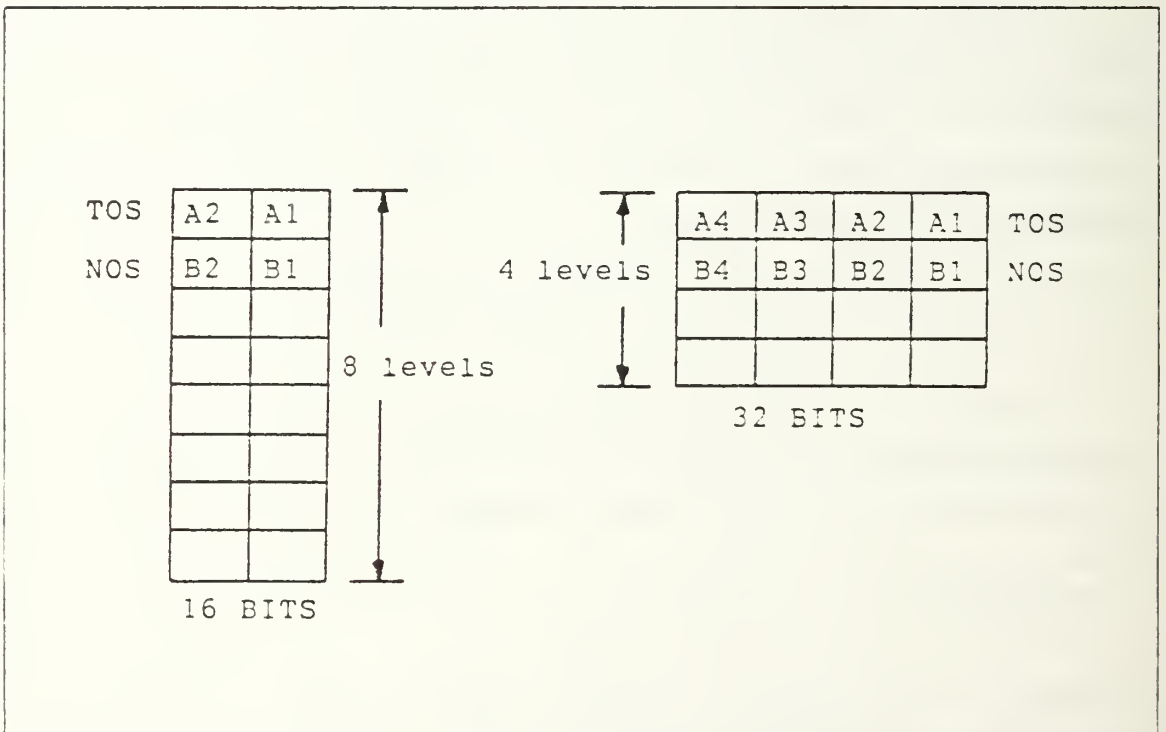 TOS A2 A1
NOS B2 B1
8 levels
16 BITS
4 levels
A4 A3 A2 A1 TOS
B4 B3 B2 B1 NOS
32 BITS